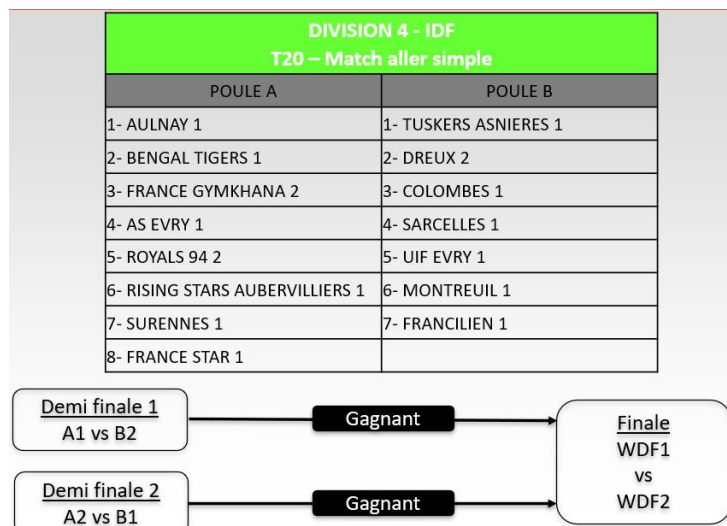 DIVISION 4 - IDF
T20 – Match aller simple
POULE A
POULE B
1- AULNAY 1
1- TUSKERS ASNIERES 1
2- BENGAL TIGERS 1
2- DREUX 2
3- FRANCE GYMKHANA 2
3- COLOMBES 1
4- AS EVRY 1
4- SARCELLES 1
5- ROYALS 94 2
5- UIF EVRY 1
6- RISING STARS AUBERVILLIERS 1
6- MONTREUIL 1
7- SURENNES 1
7- FRANCILIEN 1
8- FRANCE STAR 1
Demi finale 1
A1 vs B2
Gagnant
Finale
WDF1
vs
WDF2
Demi finale 2
A2 vs B1
Gagnant